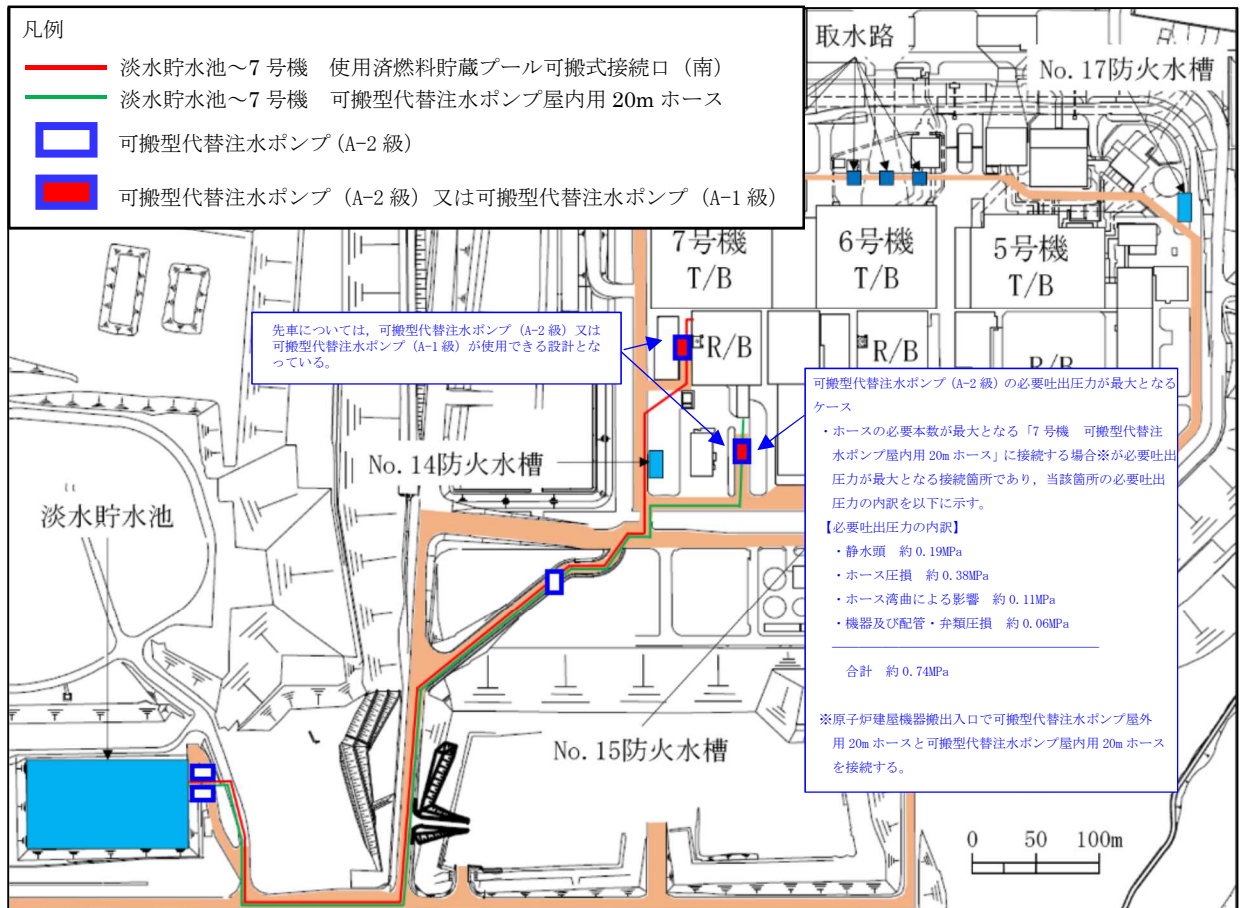 凡例
淡水貯水池～7 号機　使用済燃料貯蔵プール可搬式接続口（南）
淡水貯水池～7 号機　可搬型代替注水ポンプ屋内用 20m ホース
可搬型代替注水ポンプ (A-2 級)
可搬型代替注水ポンプ（A-2 級）又は可搬型代替注水ポンプ（A-1 級）
取水路
No.17防火水槽
7号機
T/B
6号機
T/B
5号機
T/B
先車については，可搬型代替注水ポンプ（A-2 級）又は
可搬型代替注水ポンプ（A-1 級）が使用できる設計とな
っている。
R/B
R/B
R/B
可搬型代替注水ポンプ (A-2 級) の必要吐出圧力が最大となる
ケース
・ホースの必要本数が最大となる「7 号機　可搬型代替注
水ポンプ屋内用 20m ホース」に接続する場合※が必要吐出
圧力が最大となる接続箇所であり，当該箇所の必要吐出
圧力の内訳を以下に示す。
【必要吐出圧力の内訳】
・静水頭　約 0.19MPa
・ホース圧損　約 0.38MPa
・ホース湾曲による影響　約 0.11MPa
・機器及び配管・弁類圧損　約 0.06MPa
合計　約 0.74MPa
※原子炉建屋機器搬出入口で可搬型代替注水ポンプ屋外
用 20m ホースと可搬型代替注水ポンプ屋内用 20m ホース
を接続する。
No.14防火水槽
淡水貯水池
No.15防火水槽
0 50 100m